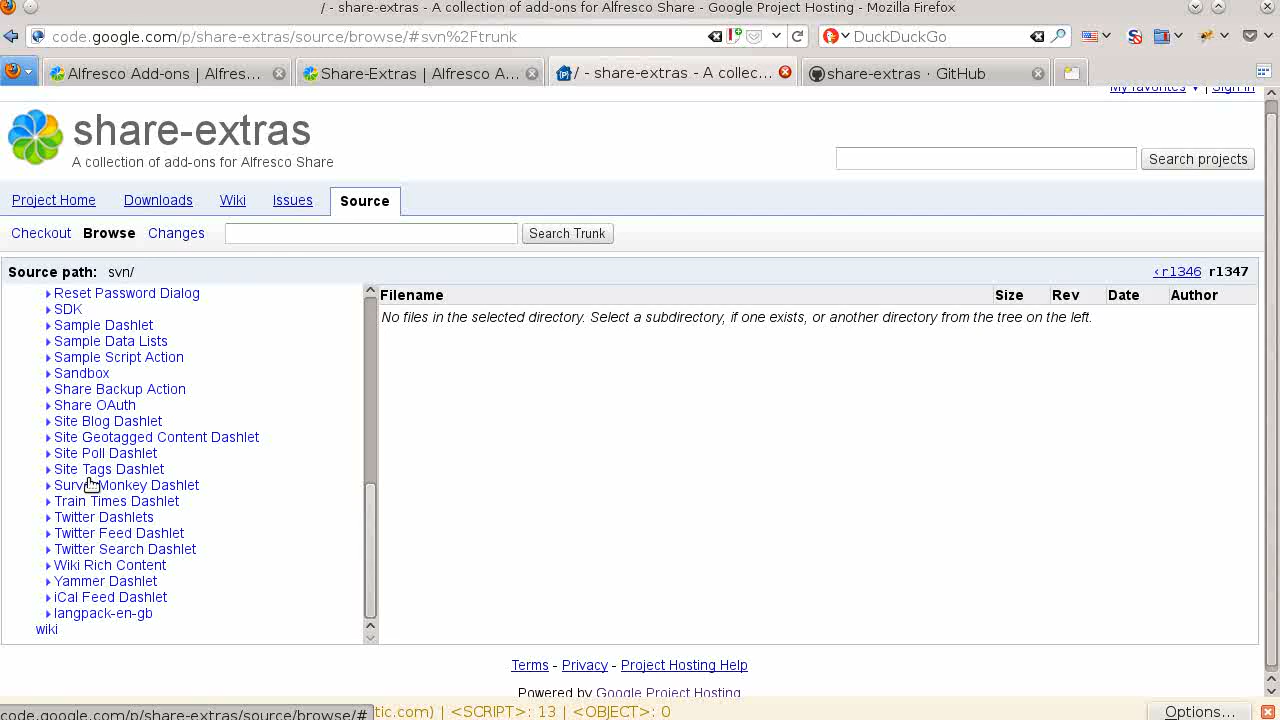 / - share-extras - A collection of add-ons for Alfresco Share - Google Project Hosting - Mozilla Firefox
code.google.com/p/share-extras/source/browse/#svn%2Ftrunk
DuckDuckGo
Alfresco Add-ons | Alfres...
Share Extras | Alfresco A...
/ - share-extras - A collec...
share-extras · GitHub
My favorites ▼ | Sign in
share-extras
A collection of add-ons for Alfresco Share
Search projects
Project Home Downloads Wiki Issues Source
Checkout Browse Changes Search Trunk
Source path: svn/ ‹r1346 r1347
Filename Size Rev Date Author
No files in the selected directory. Select a subdirectory, if one exists, or another directory from the tree on the left.
Reset Password Dialog
SDK
Sample Dashlet
Sample Data Lists
Sample Script Action
Sandbox
Share Backup Action
Share OAuth
Site Blog Dashlet
Site Geotagged Content Dashlet
Site Poll Dashlet
Site Tags Dashlet
Survey Monkey Dashlet
Train Times Dashlet
Twitter Dashlets
Twitter Feed Dashlet
Twitter Search Dashlet
Wiki Rich Content
Yammer Dashlet
iCal Feed Dashlet
langpack-en-gb
wiki
Terms - Privacy - Project Hosting Help
Powered by Google Project Hosting
code.google.com/p/share-extras/source/browse/# tic.com) | <SCRIPT>: 13 | <OBJECT>: 0
Options...